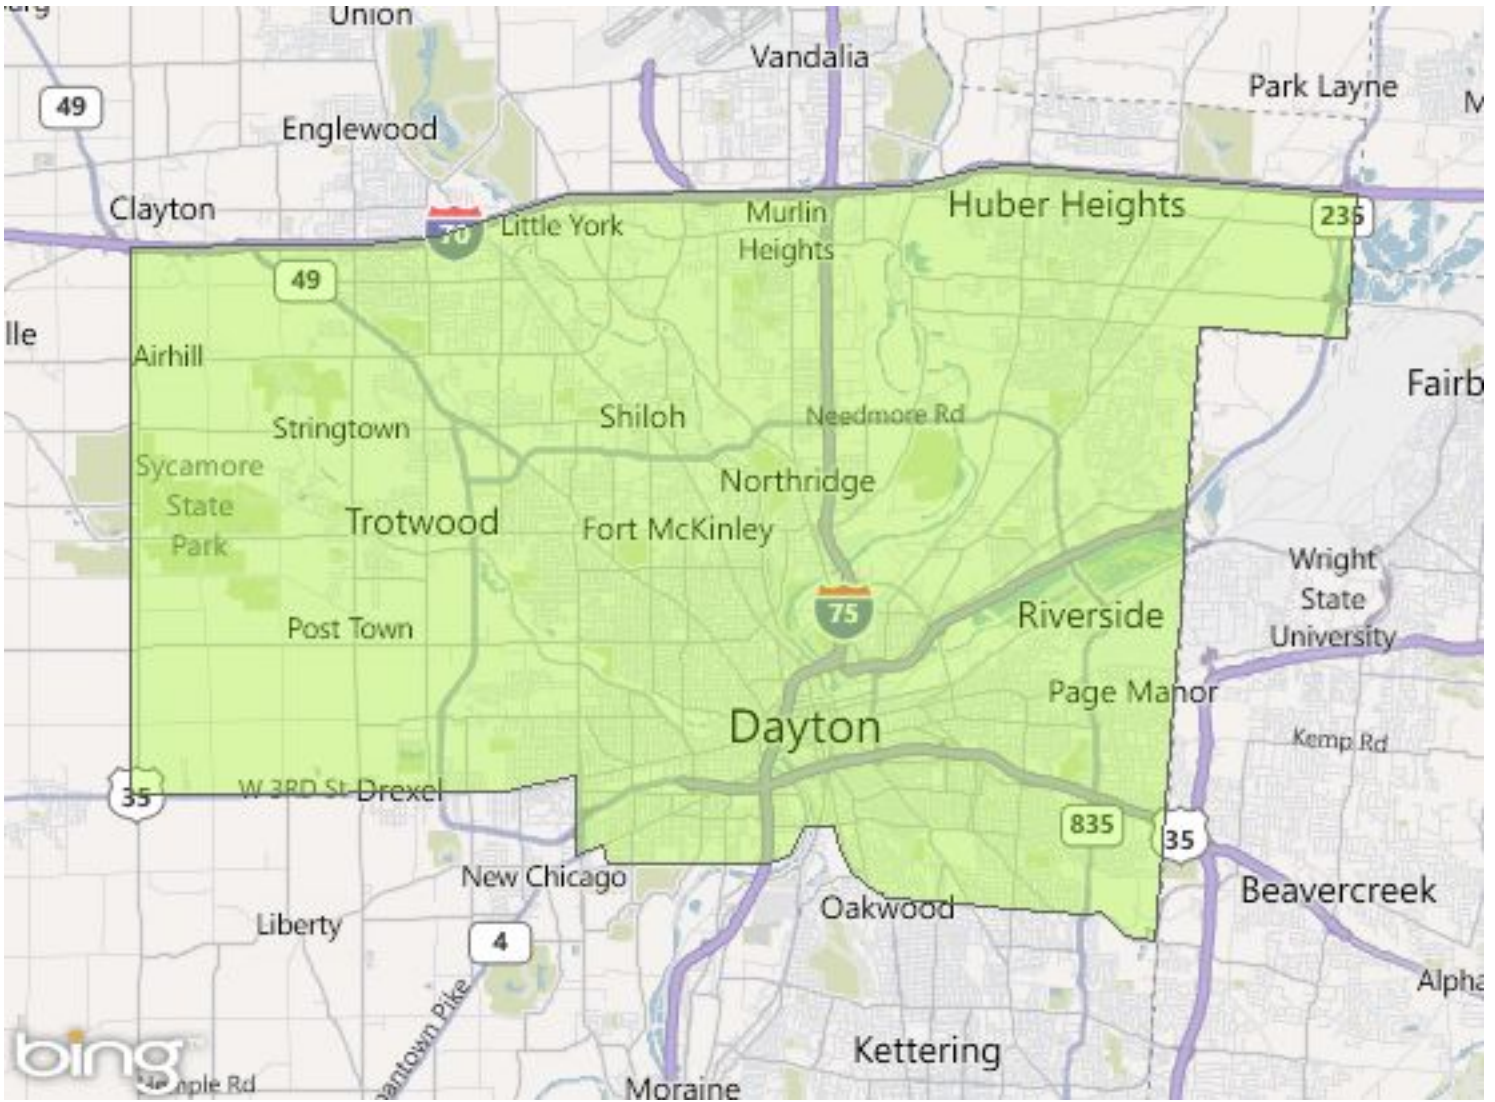 Union
Vandalia
Park Layne
49
Englewood
Clayton
70
Little York
Murlin
Heights
Huber Heights
235
49
Airhill
Stringtown
Shiloh
Needmore Rd
Sycamore
State
Park
Northridge
Trotwood
Fort McKinley
Wright
State
University
75
Riverside
Post Town
Page Manor
Dayton
Kemp Rd
35
W 3RD St
Drexel
835
35
New Chicago
Beavercreek
Oakwood
Liberty
4
Kettering
Moraine
bing